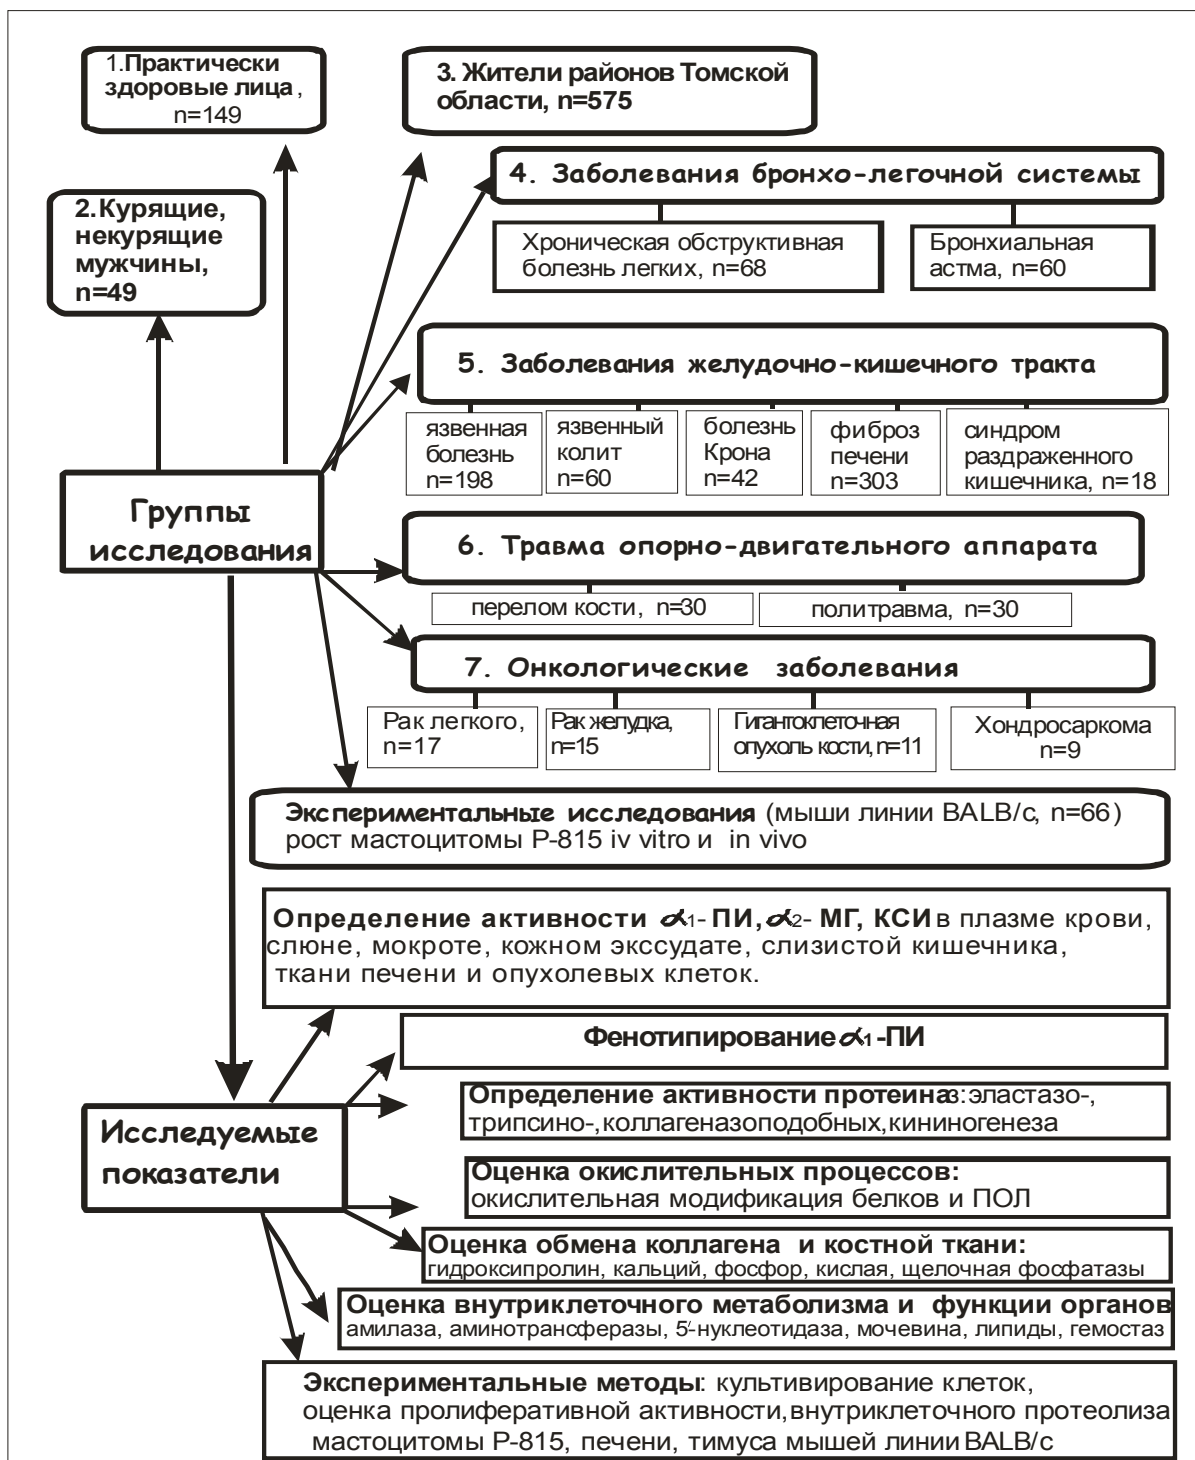 1.Практически
здоровые лица,
n=149
3. Жители районов Томской
области, n=575
2.Курящие,
некурящие
мужчины,
n=49
4. Заболевания бронхо-легочной системы
Хроническая обструктивная
болезнь легких, n=68
Бронхиальная
астма, n=60
5. Заболевания желудочно-кишечного тракта
язвенная
болезнь
n=198
язвенный
колит
n=60
болезнь
Крона
n=42
фиброз
печени
n=303
синдром
раздраженного
кишечника, n=18
Группы
исследования
6. Травма опорно-двигательного аппарата
перелом кости, n=30
политравма, n=30
7. Онкологические заболевания
Рак легкого,
n=17
Рак желудка,
n=15
Гигантоклеточная
опухоль кости, n=11
Хондросаркома
n=9
Экспериментальные исследования (мыши линии BALB/c, n=66)
рост мастоцитомы P-815 iv vitro и in vivo
Определение активности α1- ПИ, α2- МГ, КСИ в плазме крови,
слюне, мокроте, кожном экссудате, слизистой кишечника,
ткани печени и опухолевых клеток.
Фенотипирование α1-ПИ
Исследуемые
показатели
Определение активности протеиназ:эластазо-,
трипсино-,коллагеназоподобных,кининогенеза
Оценка окислительных процессов:
окислительная модификация белков и ПОЛ
Оценка обмена коллагена и костной ткани:
гидроксипролин, кальций, фосфор, кислая, щелочная фосфатазы
Оценка внутриклеточного метаболизма и функции органов
амилаза, аминотрансферазы, 5/-нуклеотидаза, мочевина, липиды, гемостаз
Экспериментальные методы: культивирование клеток,
оценка пролиферативной активности,внутриклеточного протеолиза
мастоцитомы P-815, печени, тимуса мышей линии BALB/c